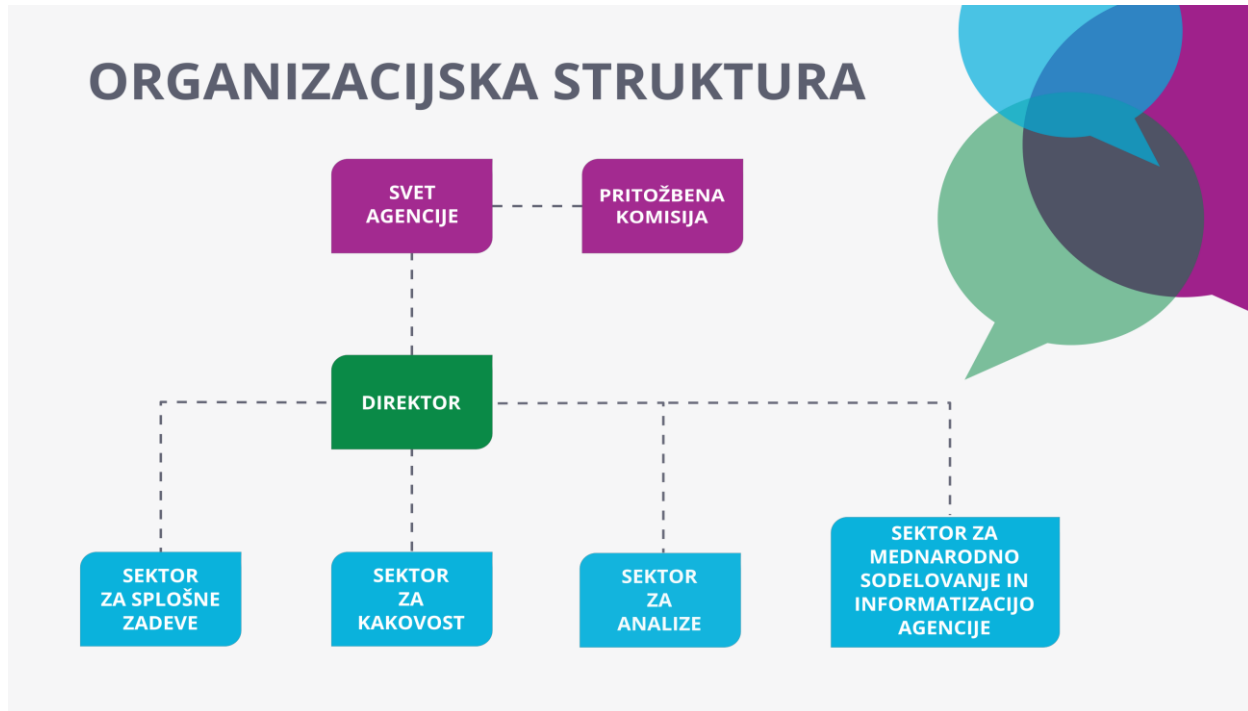 ORGANIZACIJSKA STRUKTURA
SVET
AGENCIJE
PRITOŽBENA
KOMISIJA
DIREKTOR
SEKTOR
ZA SPLOŠNE
ZADEVE
SEKTOR
ZA
KAKOVOST
SEKTOR
ZA
ANALIZE
SEKTOR ZA
MEDNARODNO
SODELOVANJE IN
INFORMATIZACIJO
AGENCIJE